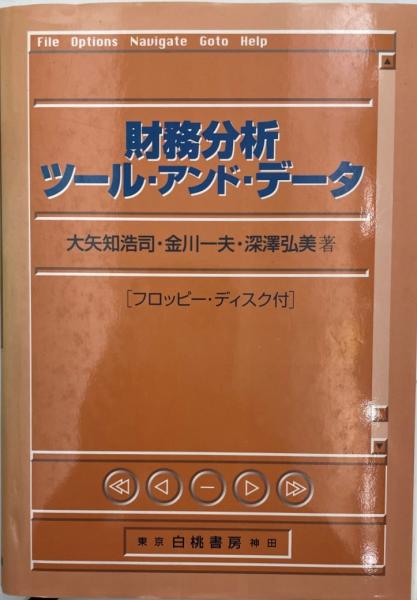 File Options Navigate Goto Help
財務分析
ツール・アンド・データ
大矢知浩司・金川一夫・深澤弘美 著
[フロッピー・ディスク付]
東京 白桃書房 神田